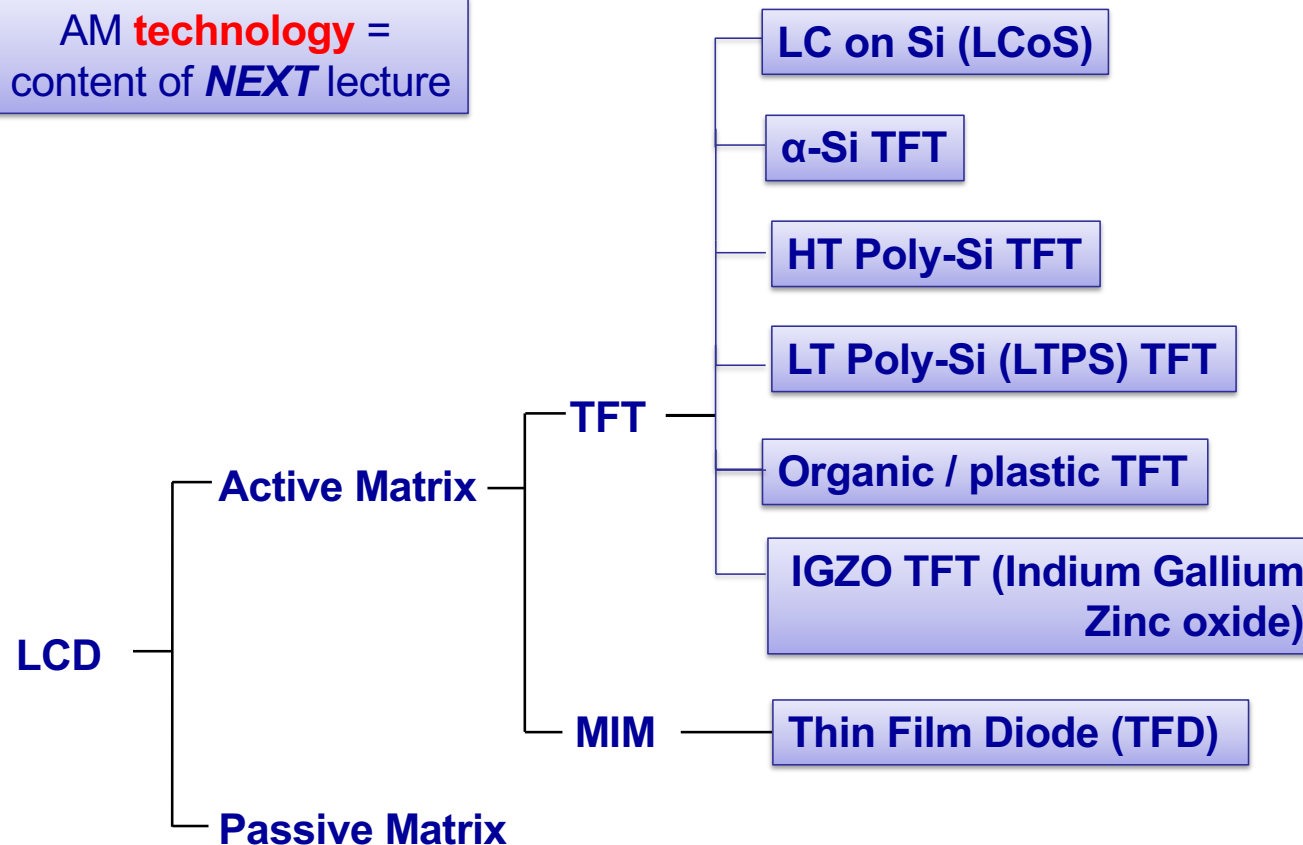 AM technology =
content of NEXT lecture
LC on Si (LCoS)
α-Si TFT
HT Poly-Si TFT
LT Poly-Si (LTPS) TFT
TFT
Organic / plastic TFT
Active Matrix
IGZO TFT (Indium Gallium
Zinc oxide)
LCD
MIM
Thin Film Diode (TFD)
Passive Matrix